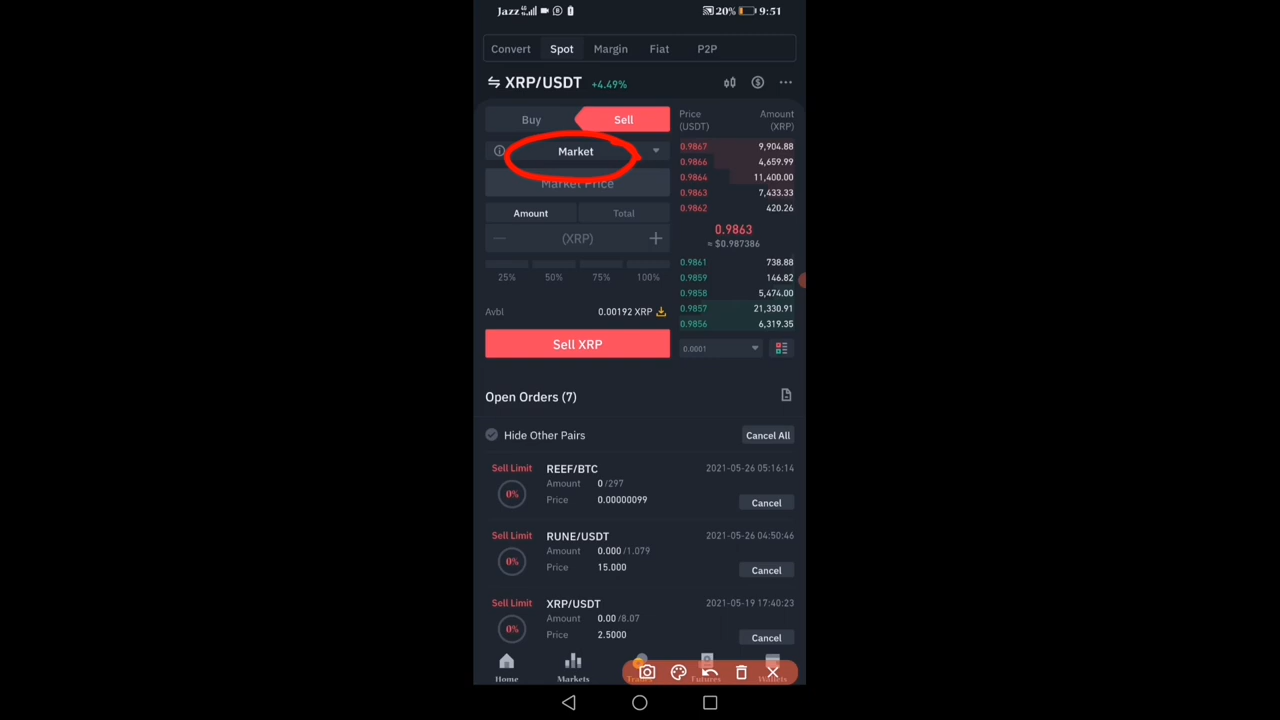 Jazz 4G 20% 9:51
Convert Spot Margin Fiat P2P
XRP/USDT +4.49%
Buy Sell
Market
Market Price
Amount Total
(XRP)
25% 50% 75% 100%
Avbl 0.00192 XRP
Sell XRP
Price (USDT) Amount (XRP)
0.9867 9,904.88
0.9866 4,659.99
0.9864 11,400.00
0.9863 7,433.33
0.9862 420.26
0.9863
≈ $0.987386
0.9861 738.88
0.9859 146.82
0.9858 5,474.00
0.9857 21,330.91
0.9856 6,319.35
0.0001
Open Orders (7)
Hide Other Pairs Cancel All
Sell Limit REEF/BTC 2021-05-26 05:16:14
0% Amount 0 /297
Price 0.00000099 Cancel
Sell Limit RUNE/USDT 2021-05-26 04:50:46
0% Amount 0.000 /1.079
Price 15.000 Cancel
Sell Limit XRP/USDT 2021-05-19 17:40:23
0% Amount 0.00 /8.07
Price 2.5000 Cancel
Home Markets Trades Futures Wallets